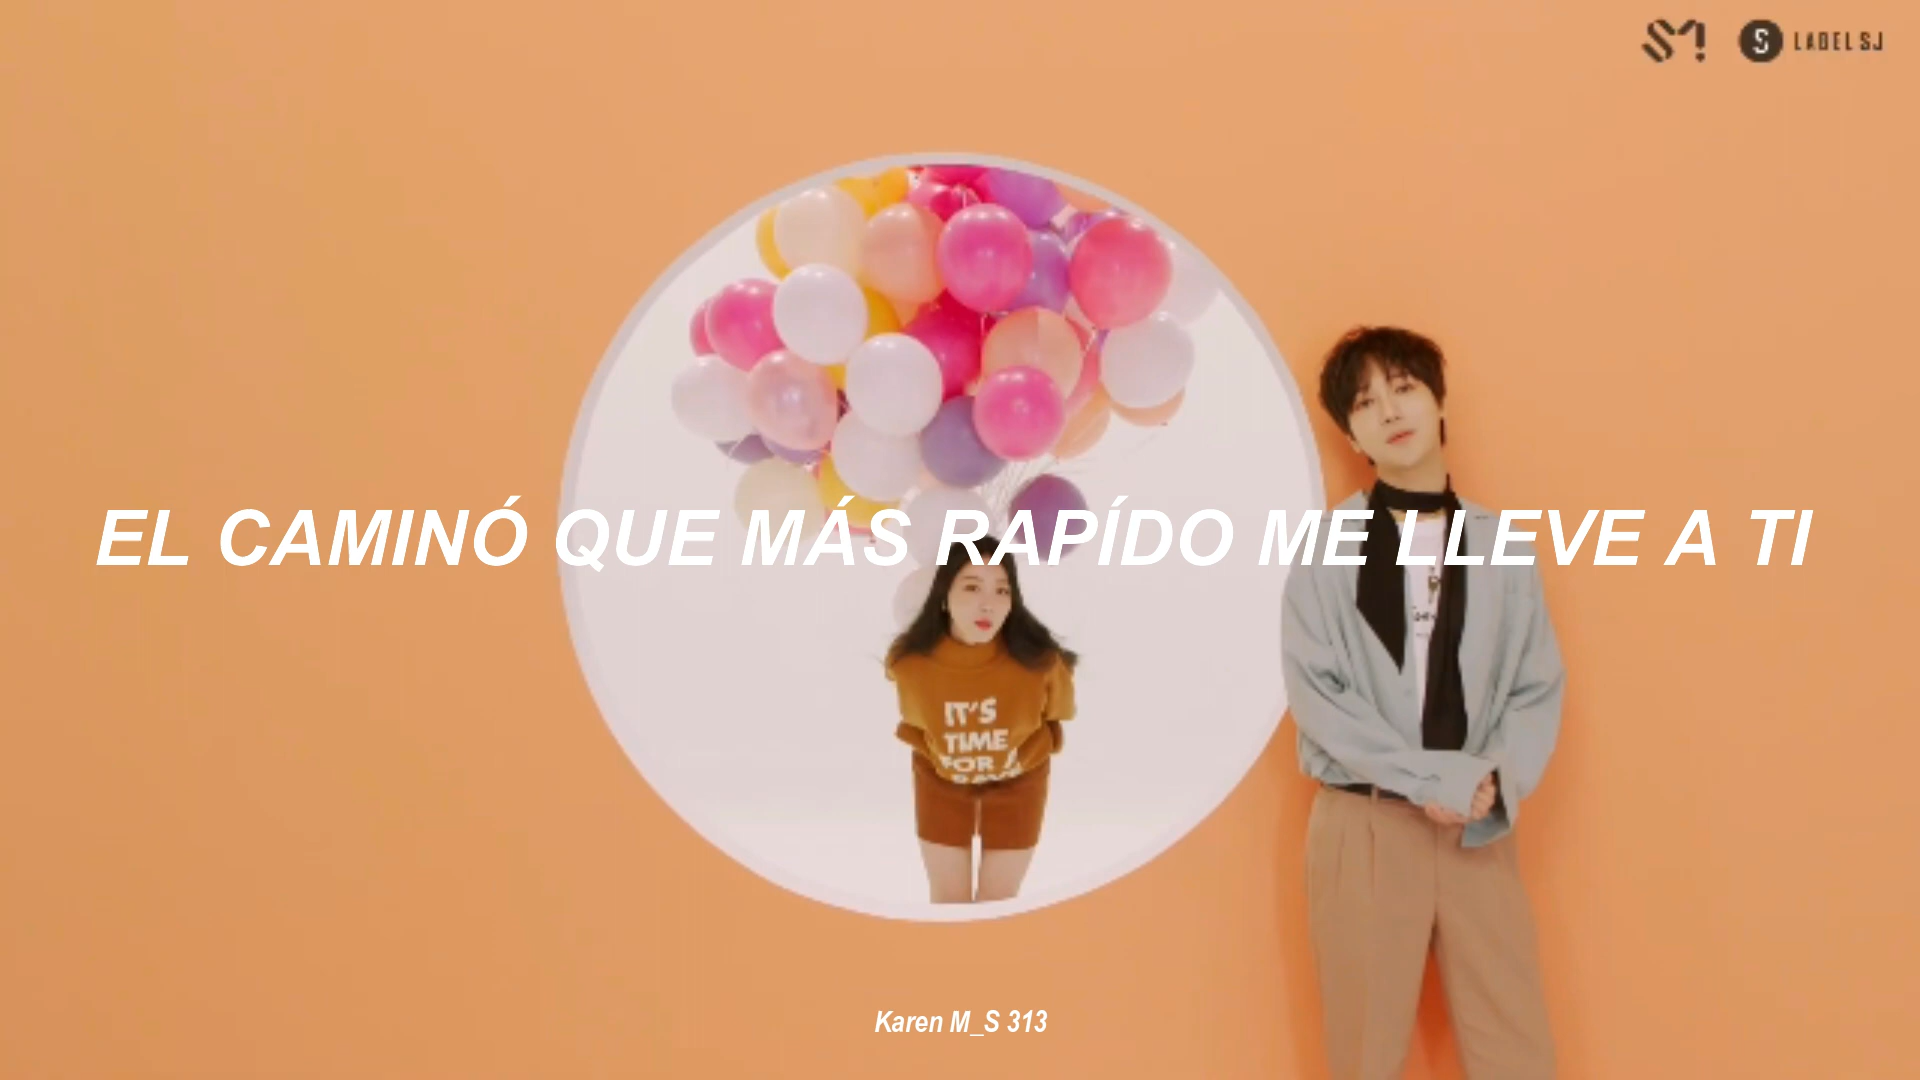 SM!
S LABEL SJ
EL CAMINÓ QUE MÁS RAPÍDO ME LLEVE A TI
IT'S
TIME
FOR A
Karen M_S 313